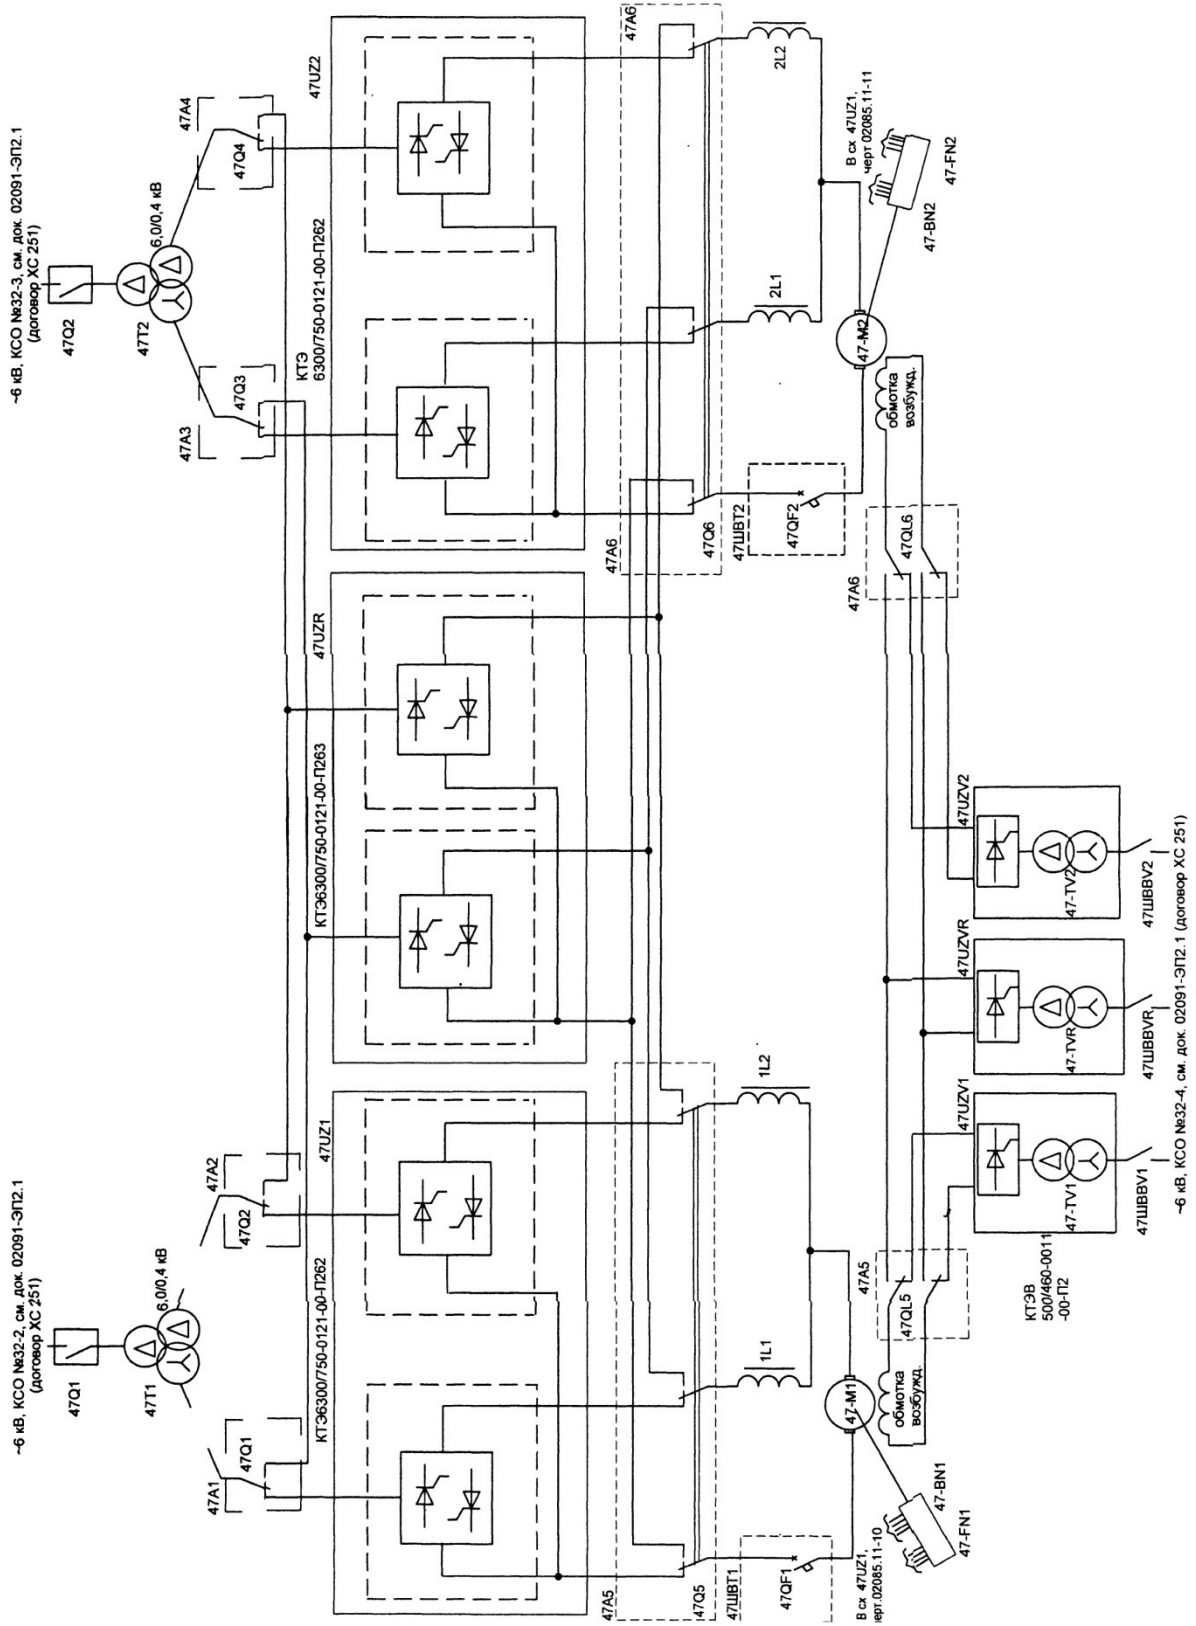 ~6 кВ, КСО №32-2, см. док. 02091-ЭП2.1
(договор ХС 251)
47Q1
47T1
6,0/0,4 кВ
47A1
47Q1
47A2
47Q2
~6 кВ, КСО №32-3, см. док. 02091-ЭП2.1
(договор ХС 251)
47Q2
47T2
6,0/0,4 кВ
47A3
47Q3
47A4
47Q4
КТЭ6300/750-0121-00-П262
47UZ1
КТЭ6300/750-0121-00-П263
47UZR
КТЭ
6300/750-0121-00-П262
47UZ2
47A5
47Q5
47A6
47Q6
47A6
47ШВТ1
47QF1
1L1
1L2
47ШВТ2
47QF2
2L1
2L2
В сх 47UZ1,
черт.02085.11-10
47-FN1
47-BN1
47-M1
обмотка
возбужд.
47A5
47QL5
47-M2
обмотка
возбужд.
47A6
47QL6
В сх 47UZ1,
черт 02085.11-11
47-BN2
47-FN2
КТЭВ
500/460-0011
-00-П2
47UZV1
47-TV1
47ШВВV1
47UZVR
47-TVR
47ШВВVR
47UZV2
47-TV2
47ШВВV2
~6 кВ, КСО №32-4, см. док. 02091-ЭП2.1 (договор ХС 251)